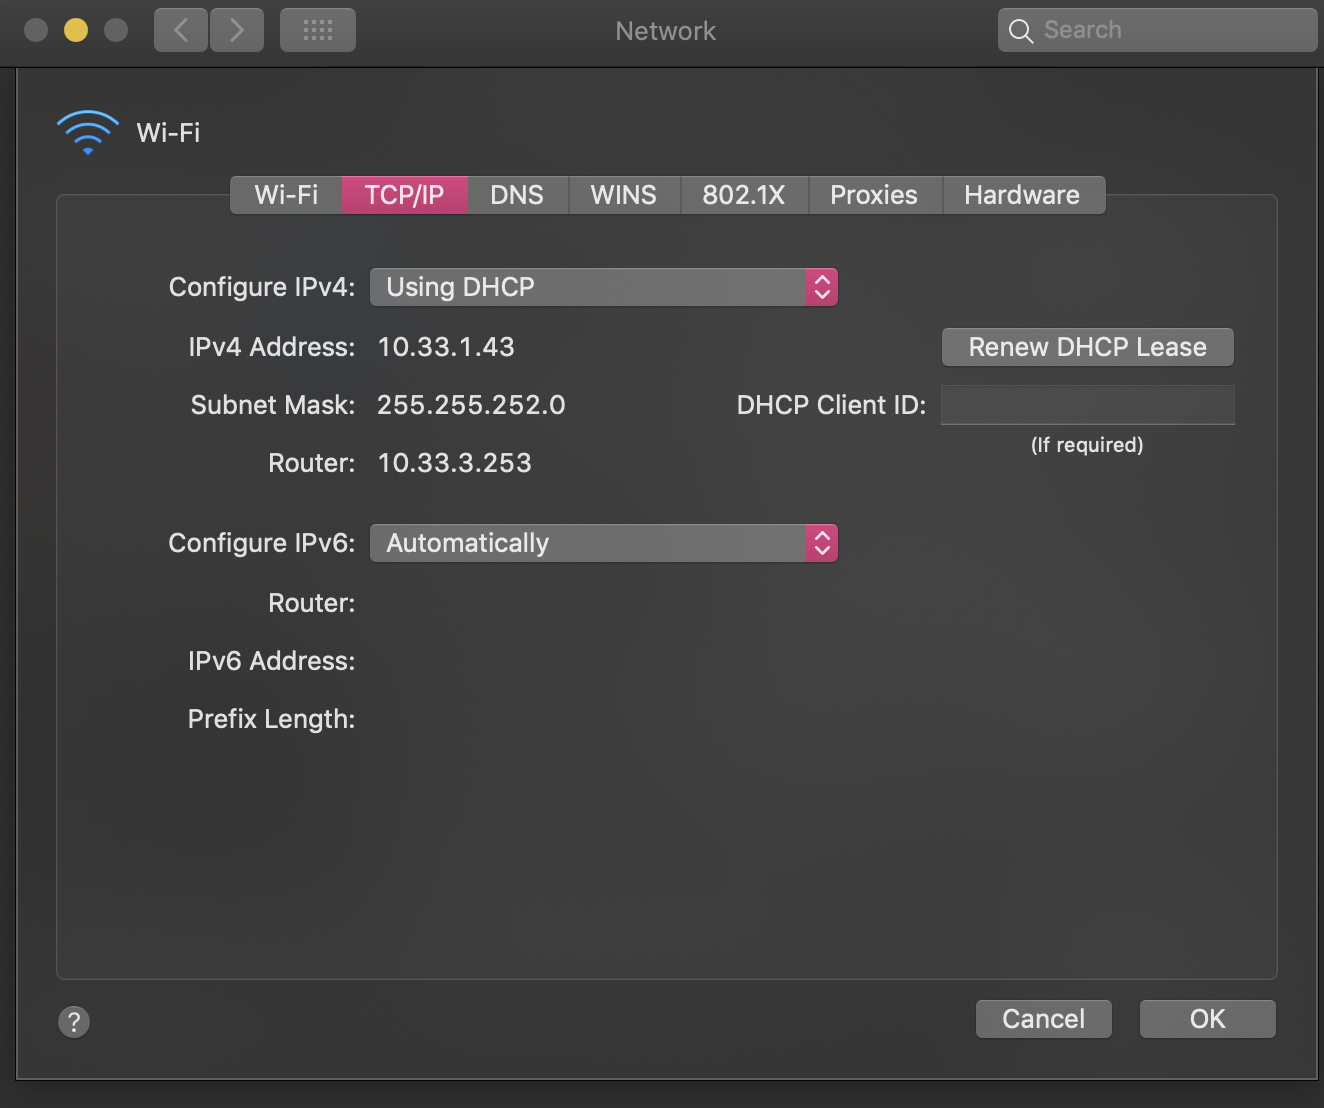 Network
Search
Wi-Fi
Wi-Fi TCP/IP DNS WINS 802.1X Proxies Hardware
Configure IPv4: Using DHCP
IPv4 Address: 10.33.1.43 Renew DHCP Lease
Subnet Mask: 255.255.252.0 DHCP Client ID:
(If required)
Router: 10.33.3.253
Configure IPv6: Automatically
Router:
IPv6 Address:
Prefix Length:
? Cancel OK